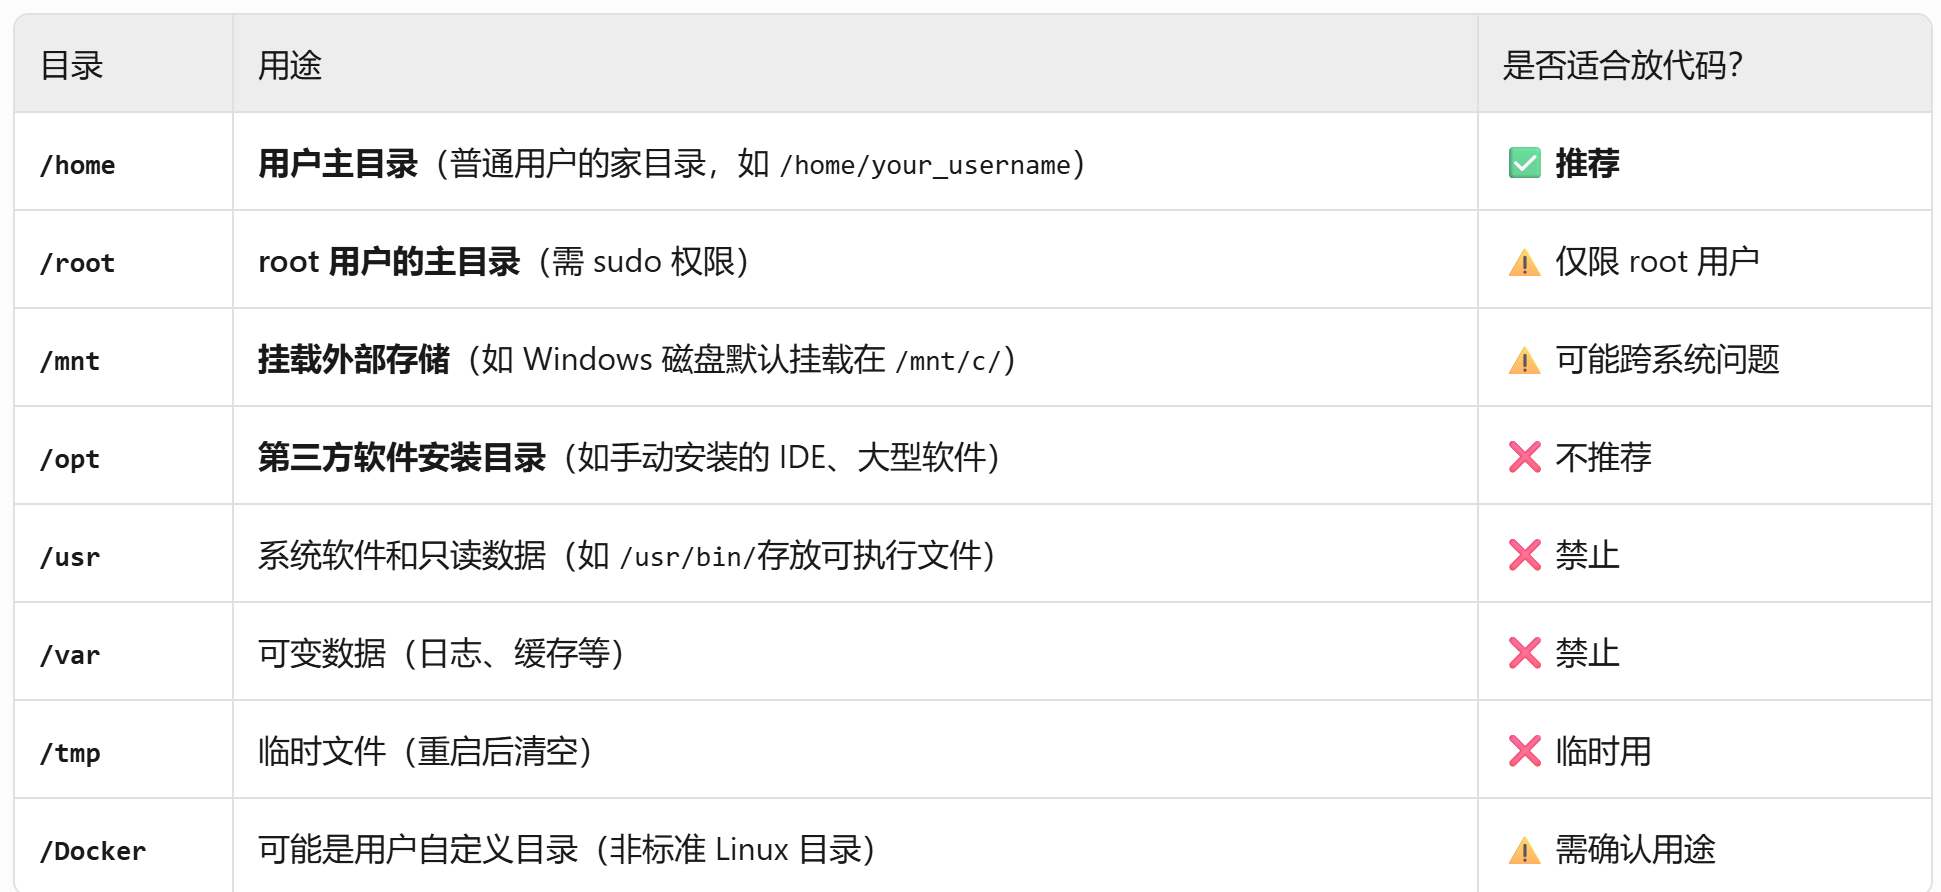 目录 用途 是否适合放代码？
/home 用户主目录（普通用户的家目录，如 /home/your_username） ✅ 推荐
/root root 用户的主目录（需 sudo 权限） ⚠️ 仅限 root 用户
/mnt 挂载外部存储（如 Windows 磁盘默认挂载在 /mnt/c/） ⚠️ 可能跨系统问题
/opt 第三方软件安装目录（如手动安装的 IDE、大型软件） ❌ 不推荐
/usr 系统软件和只读数据（如 /usr/bin/存放可执行文件） ❌ 禁止
/var 可变数据（日志、缓存等） ❌ 禁止
/tmp 临时文件（重启后清空） ❌ 临时用
/Docker 可能是用户自定义目录（非标准 Linux 目录） ⚠️ 需确认用途